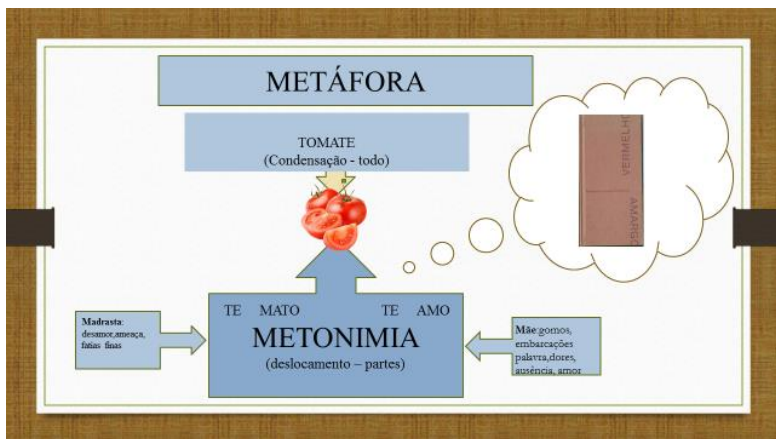 METÁFORA
TOMATE
(Condensação - todo)
VERMELHO
AMARGO
TE MATO TE AMO
METONIMIA
(deslocamento – partes)
Madrasta:
desamor,ameaça,
fatias finas
Mãe:gomos,
embarcações
palavra,dores,
ausência, amor